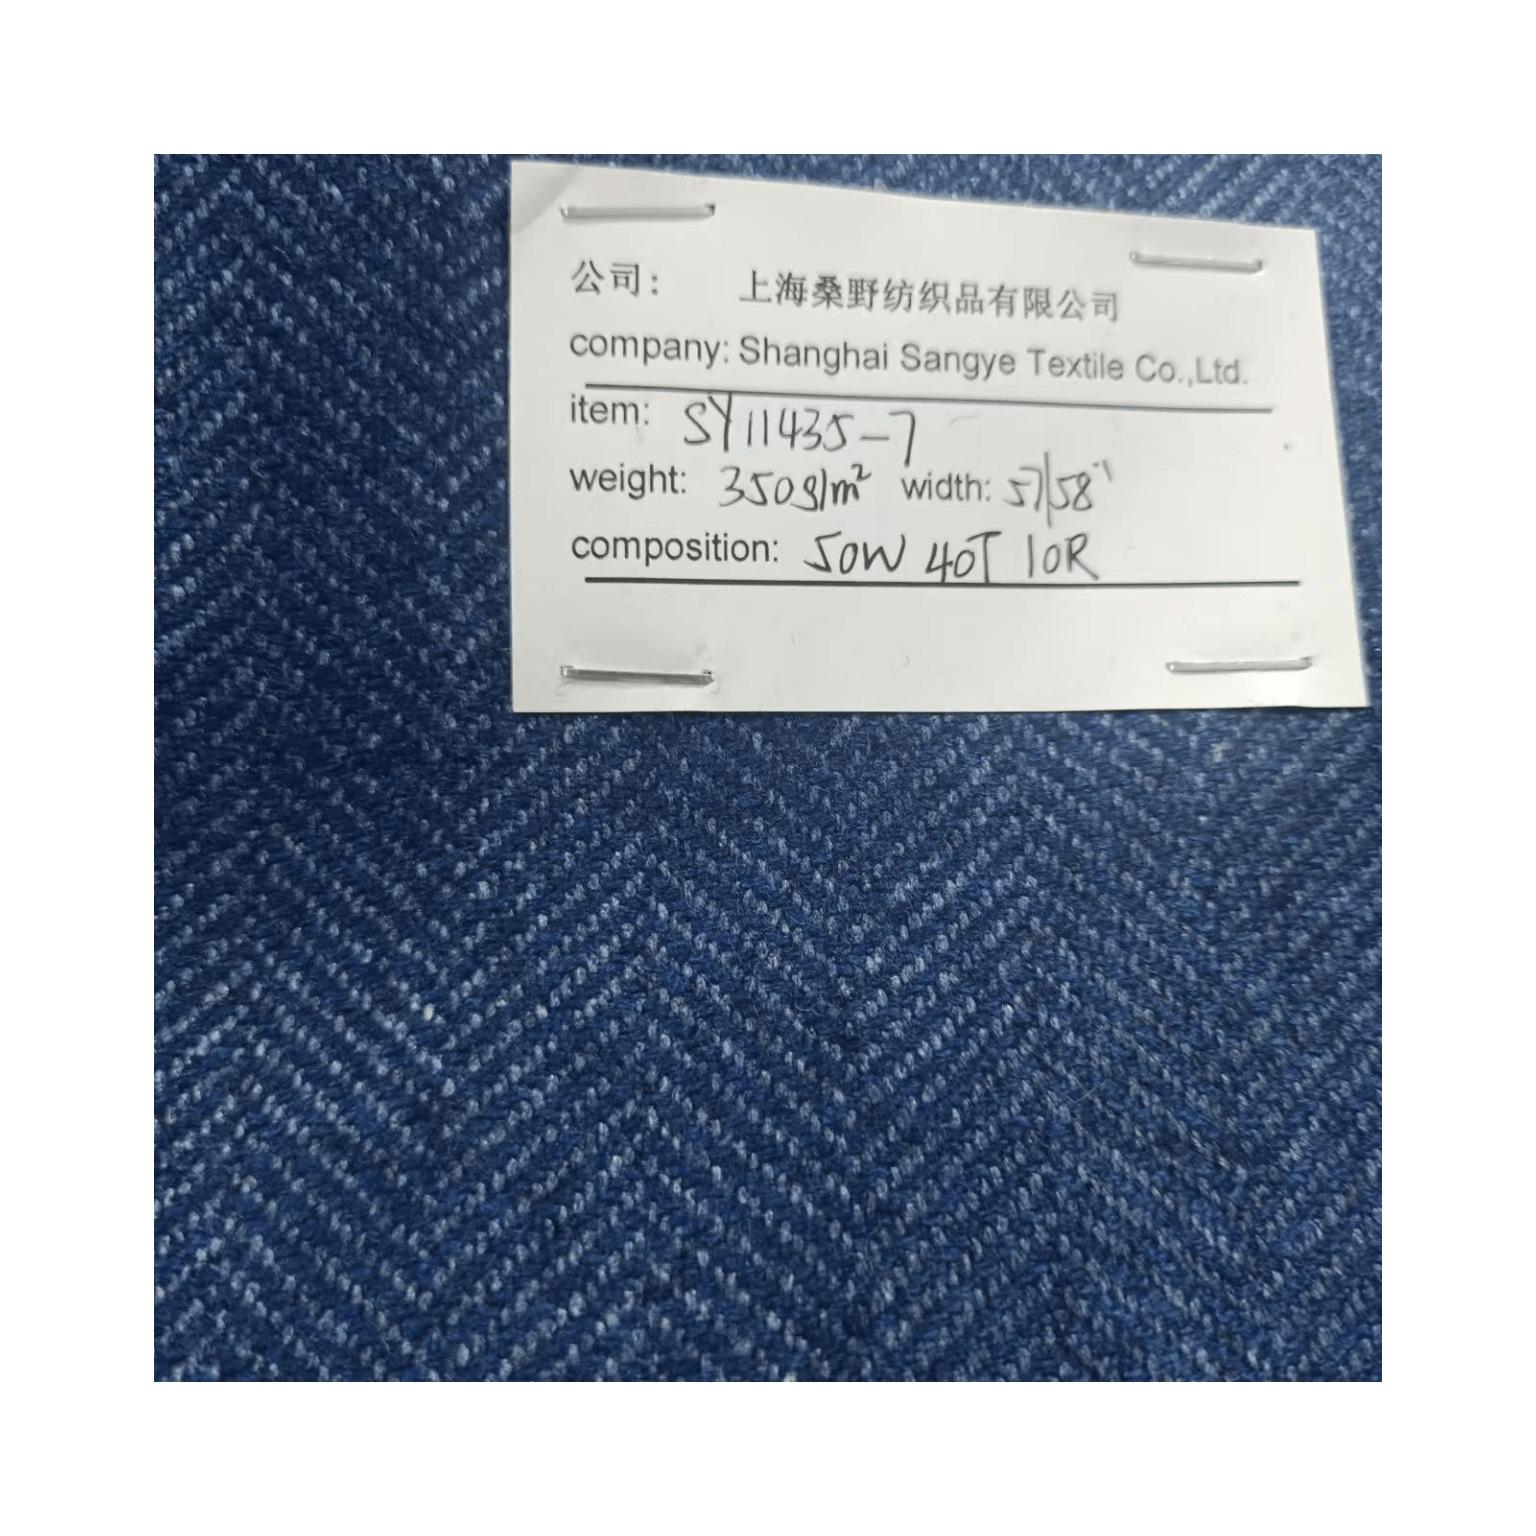 公司： 上海桑野纺织品有限公司
company: Shanghai Sangye Textile Co.,Ltd.
item: SY11435-7
weight: 350g/m² width: 57/58"
composition: 50W 40T 10R